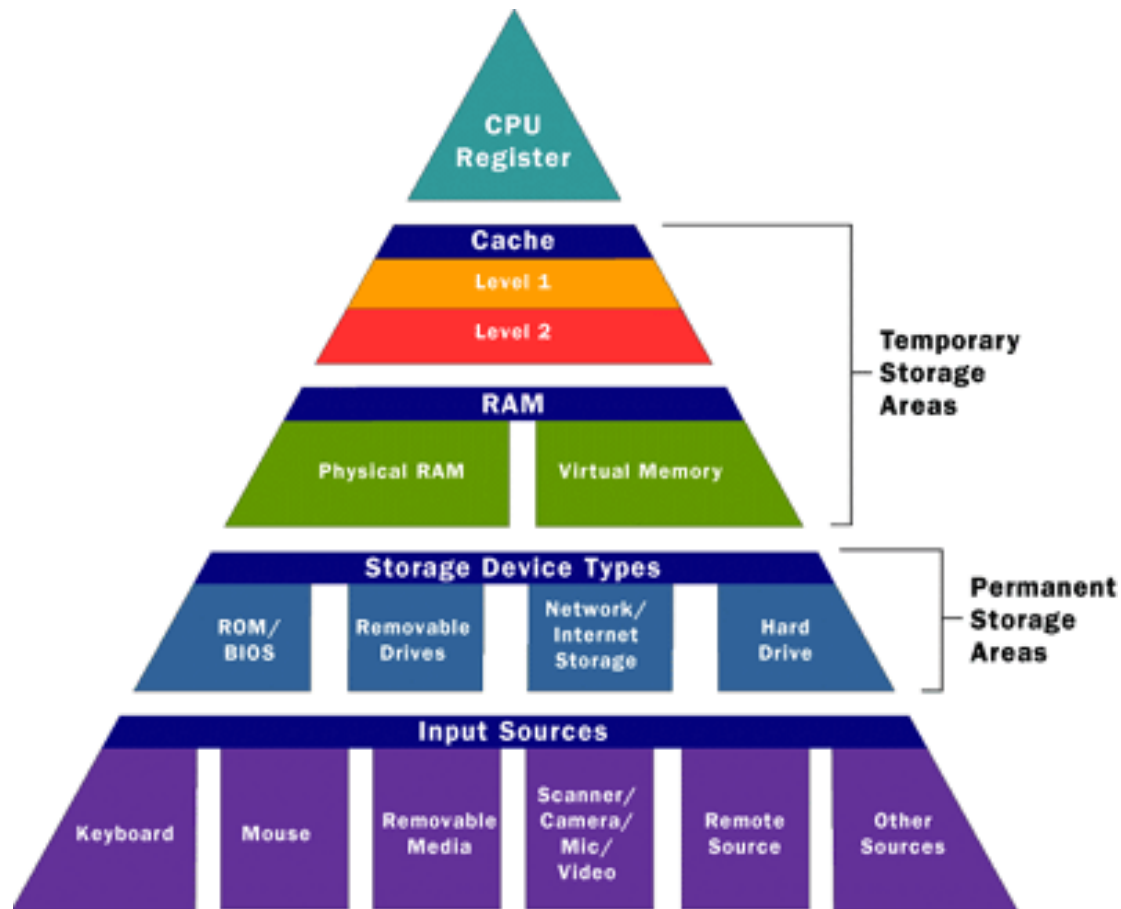 CPU
Register
Cache
Level 1
Level 2
RAM
Physical RAM
Virtual Memory
Temporary
Storage
Areas
Storage Device Types
ROM/
BIOS
Removable
Drives
Network/
Internet
Storage
Hard
Drive
Permanent
Storage
Areas
Input Sources
Keyboard
Mouse
Removable
Media
Scanner/
Camera/
Mic/
Video
Remote
Source
Other
Sources